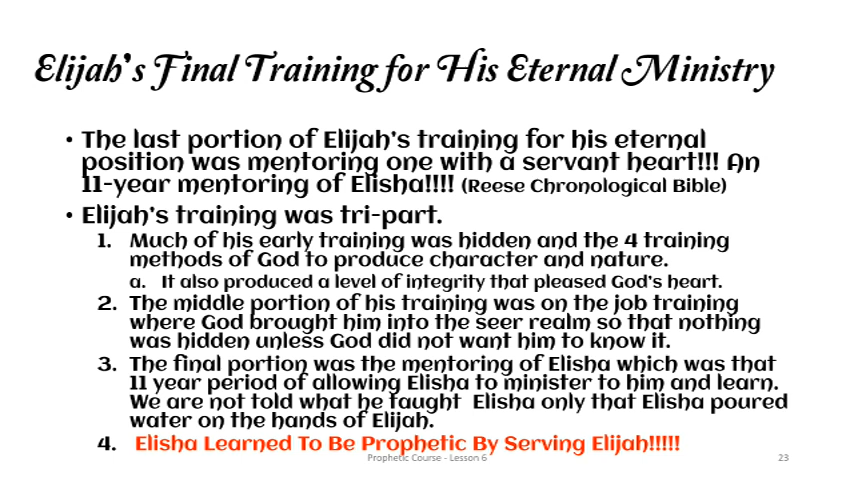 Elijah's Final Training for His Eternal Ministry
• The last portion of Elijah's training for his eternal
position was mentoring one with a servant heart!!! An
11-year mentoring of Elisha!!!! (Reese Chronological Bible)
• Elijah's training was tri-part.
1. Much of his early training was hidden and the 4 training
methods of God to produce character and nature.
a. It also produced a level of integrity that pleased God's heart.
2. The middle portion of his training was on the job training
where God brought him into the seer realm so that nothing
was hidden unless God did not want him to know it.
3. The final portion was the mentoring of Elisha which was that
11 year period of allowing Elisha to minister to him and learn.
We are not told what he taught Elisha only that Elisha poured
water on the hands of Elijah.
4. Elisha Learned To Be Prophetic By Serving Elijah!!!!!
Prophetic Course - Lesson 6
23